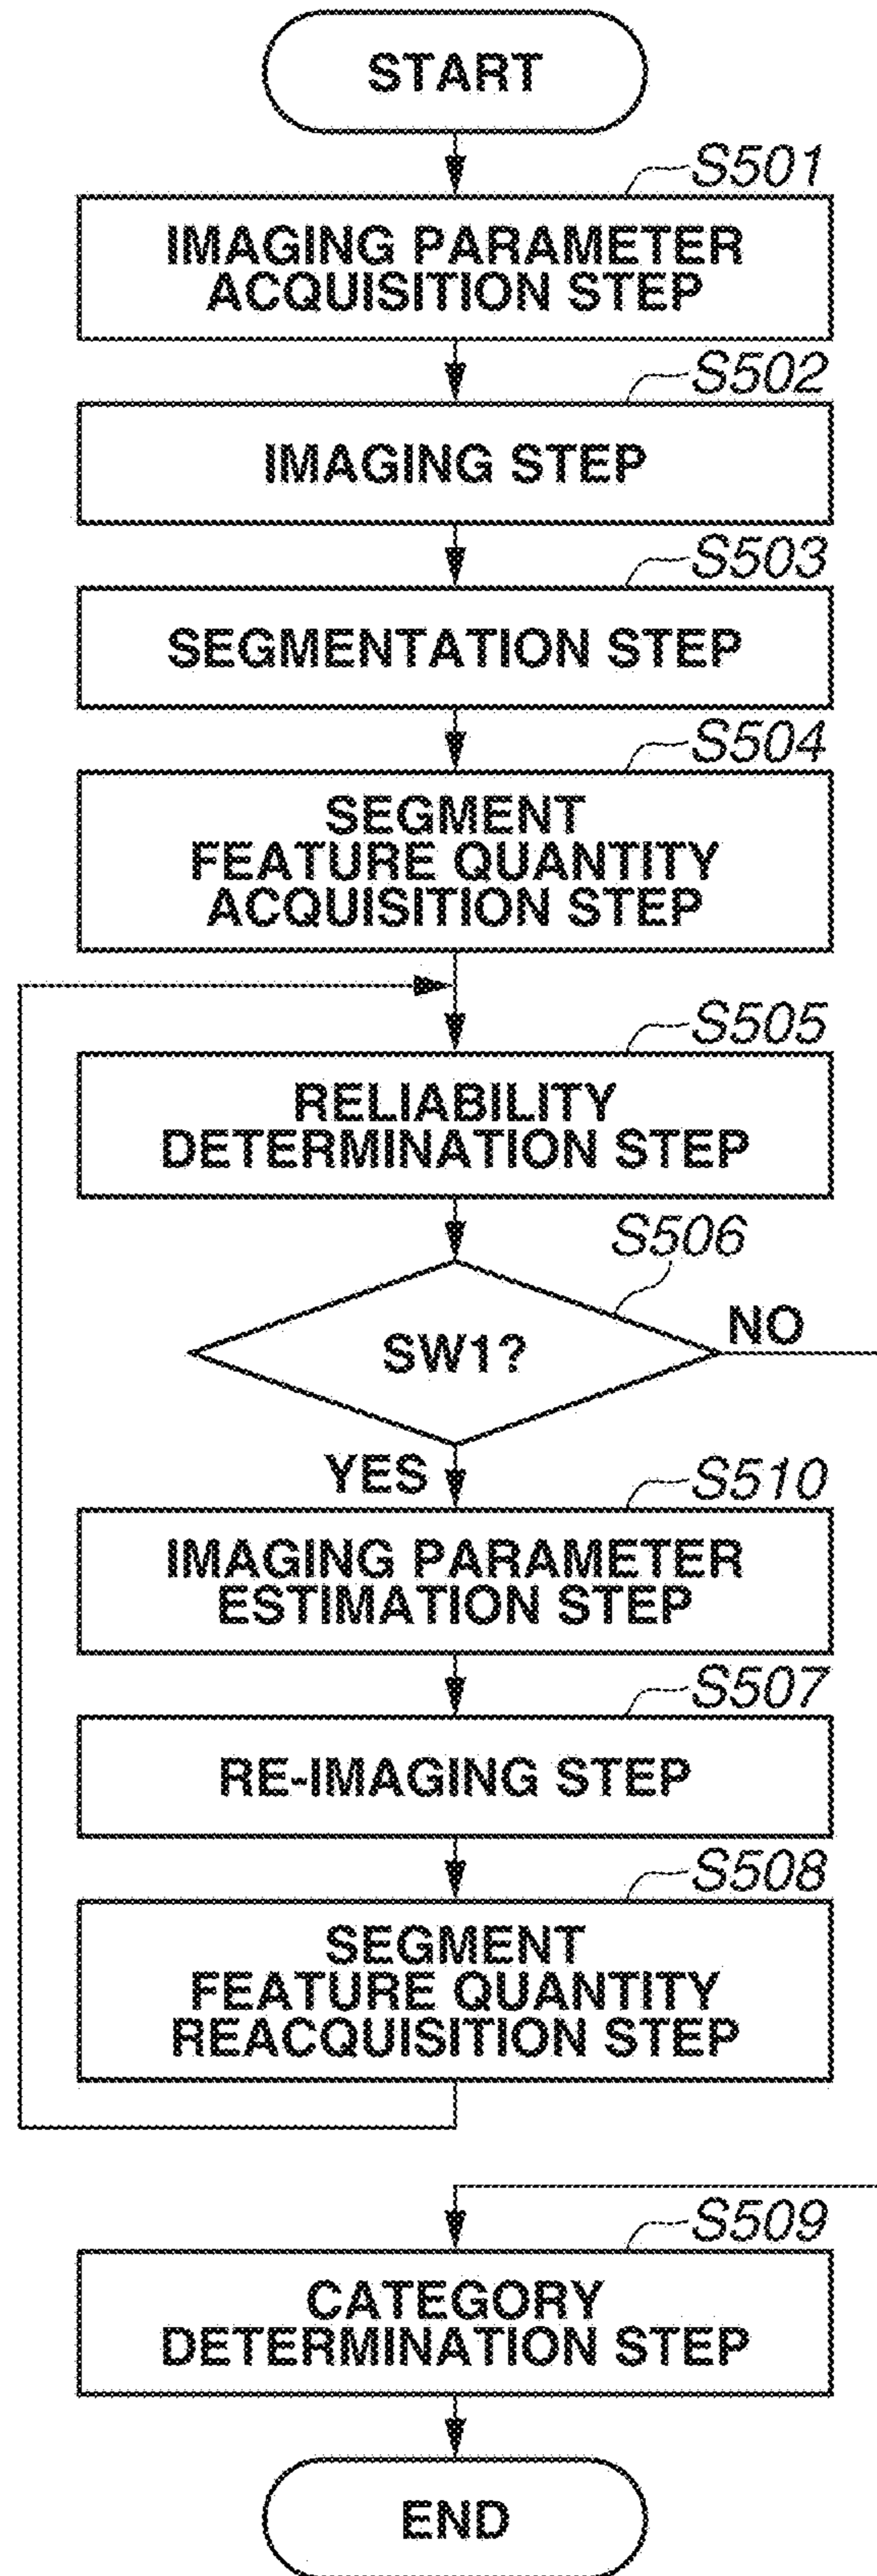 START
S501
IMAGING PARAMETER
ACQUISITION STEP
S502
IMAGING STEP
S503
SEGMENTATION STEP
S504
SEGMENT
FEATURE QUANTITY
ACQUISITION STEP
S505
RELIABILITY
DETERMINATION STEP
S506
SW1?
NO
YES
S510
IMAGING PARAMETER
ESTIMATION STEP
S507
RE-IMAGING STEP
S508
SEGMENT
FEATURE QUANTITY
REACQUISITION STEP
S509
CATEGORY
DETERMINATION STEP
END